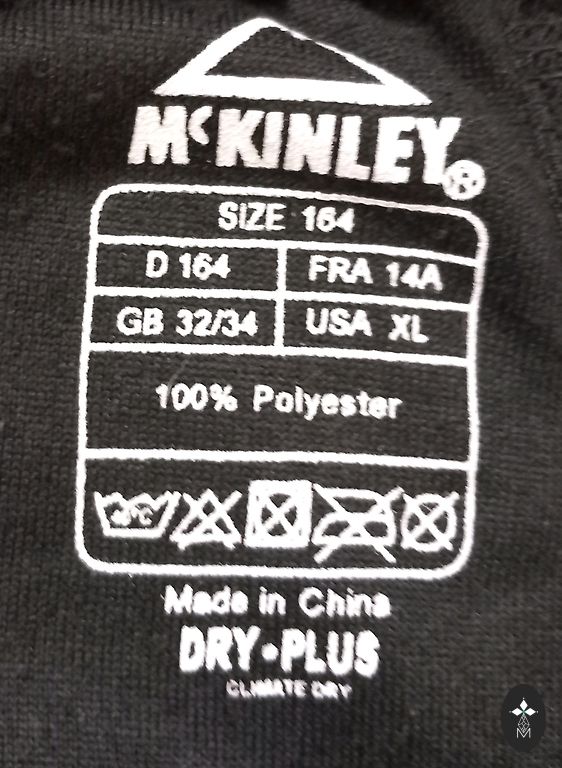 McKINLEY®
SIZE 164
D 164 FRA 14A
GB 32/34 USA XL
100% Polyester
Made in China
DRY•PLUS
CLIMATE DRY
M